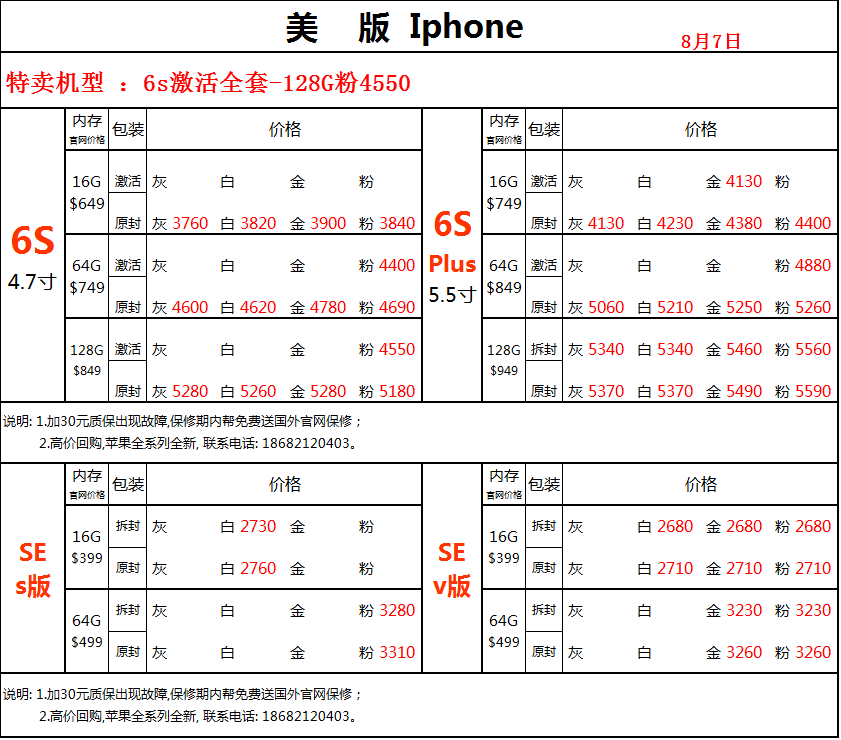 美 版 Iphone
8月7日
特卖机型 ：6s激活全套-128G粉4550
6S
4.7寸
内存
官网价格
包装
价格
16G
$649
激活 灰 白 金 粉
原封 灰 3760 白 3820 金 3900 粉 3840
64G
$749
激活 灰 白 金 粉 4400
原封 灰 4600 白 4620 金 4780 粉 4690
128G
$849
激活 灰 白 金 粉 4550
原封 灰 5280 白 5260 金 5280 粉 5180
6S
Plus
5.5寸
内存
官网价格
包装
价格
16G
$749
激活 灰 白 金 4130 粉
原封 灰 4130 白 4230 金 4380 粉 4400
64G
$849
激活 灰 白 金 粉 4880
原封 灰 5060 白 5210 金 5250 粉 5260
128G
$949
拆封 灰 5340 白 5340 金 5460 粉 5560
原封 灰 5370 白 5370 金 5490 粉 5590
说明: 1.加30元质保出现故障,保修期内帮免费送国外官网保修；
2.高价回购,苹果全系列全新, 联系电话: 18682120403。
SE
s版
内存
官网价格
包装
价格
16G
$399
拆封 灰 白 2730 金 粉
原封 灰 白 2760 金 粉
64G
$499
拆封 灰 白 金 粉 3280
原封 灰 白 金 粉 3310
SE
v版
内存
官网价格
包装
价格
16G
$399
拆封 灰 白 2680 金 2680 粉 2680
原封 灰 白 2710 金 2710 粉 2710
64G
$499
拆封 灰 白 金 3230 粉 3230
原封 灰 白 金 3260 粉 3260
说明: 1.加30元质保出现故障,保修期内帮免费送国外官网保修；
2.高价回购,苹果全系列全新, 联系电话: 18682120403。